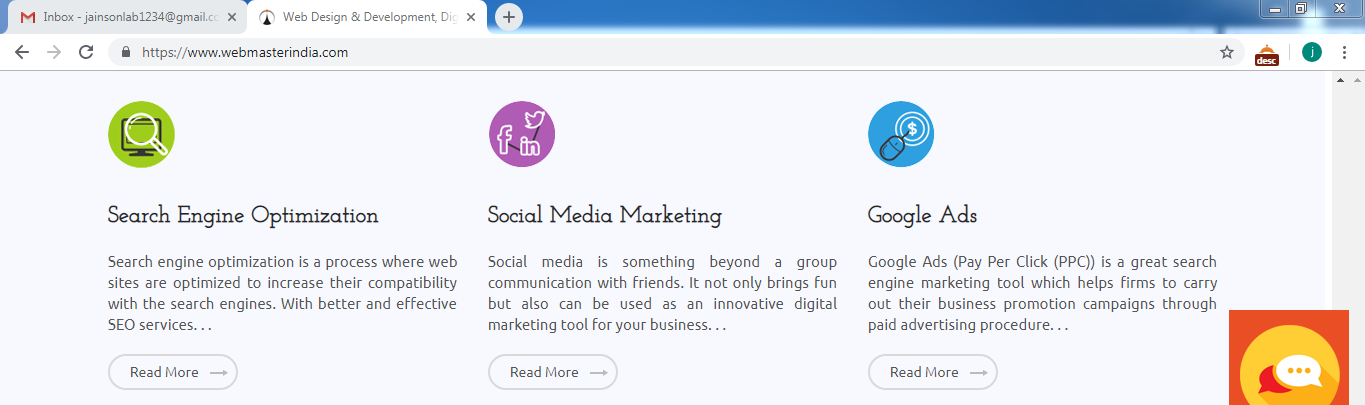 Inbox - jainsonlab1234@gmail.co
Web Design & Development, Dig
https://www.webmasterindia.com
desc
j
f
in
$
Search Engine Optimization
Search engine optimization is a process where web
sites are optimized to increase their compatibility
with the search engines. With better and effective
SEO services. . .
Read More
Social Media Marketing
Social media is something beyond a group
communication with friends. It not only brings fun
but also can be used as an innovative digital
marketing tool for your business. . .
Read More
Google Ads
Google Ads (Pay Per Click (PPC)) is a great search
engine marketing tool which helps firms to carry
out their business promotion campaigns through
paid advertising procedure. . .
Read More